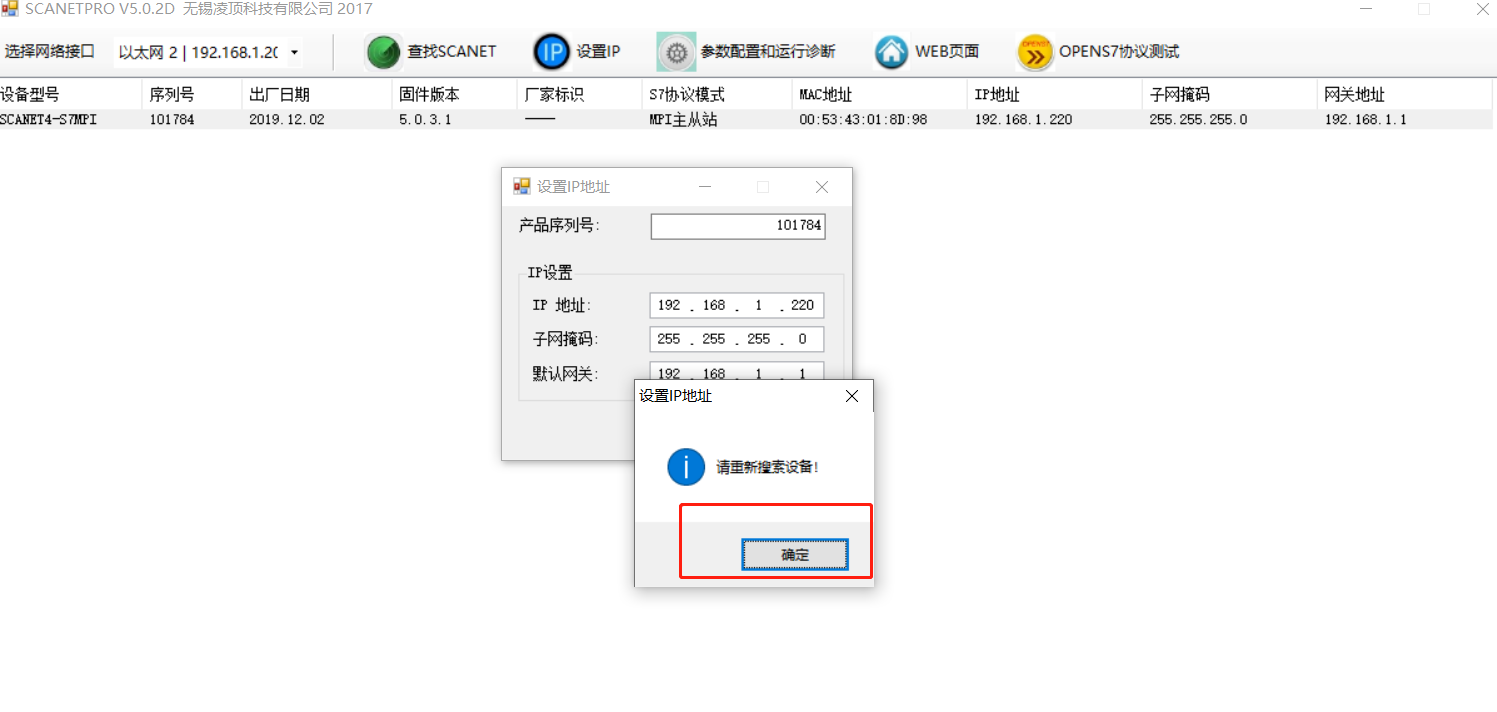 SCANETPRO V5.0.2D 无锡凌顶科技有限公司 2017
选择网络接口 以太网 2 | 192.168.1.20 查找SCANET IP 设置IP 参数配置和运行诊断 WEB页面 OPENS7 OPENS7协议测试
设备型号 序列号 出厂日期 固件版本 厂家标识 S7协议模式 MAC地址 IP地址 子网掩码 网关地址
SCANET4-S7MPI 101784 2019.12.02 5.0.3.1 —— MPI主从站 00:53:43:01:8D:98 192.168.1.220 255.255.255.0 192.168.1.1
设置IP地址
产品序列号: 101784
IP设置
IP 地址: 192 . 168 . 1 . 220
子网掩码: 255 . 255 . 255 . 0
默认网关: 192 . 168 . 1 . 1
设置IP地址
请重新搜索设备!
确定